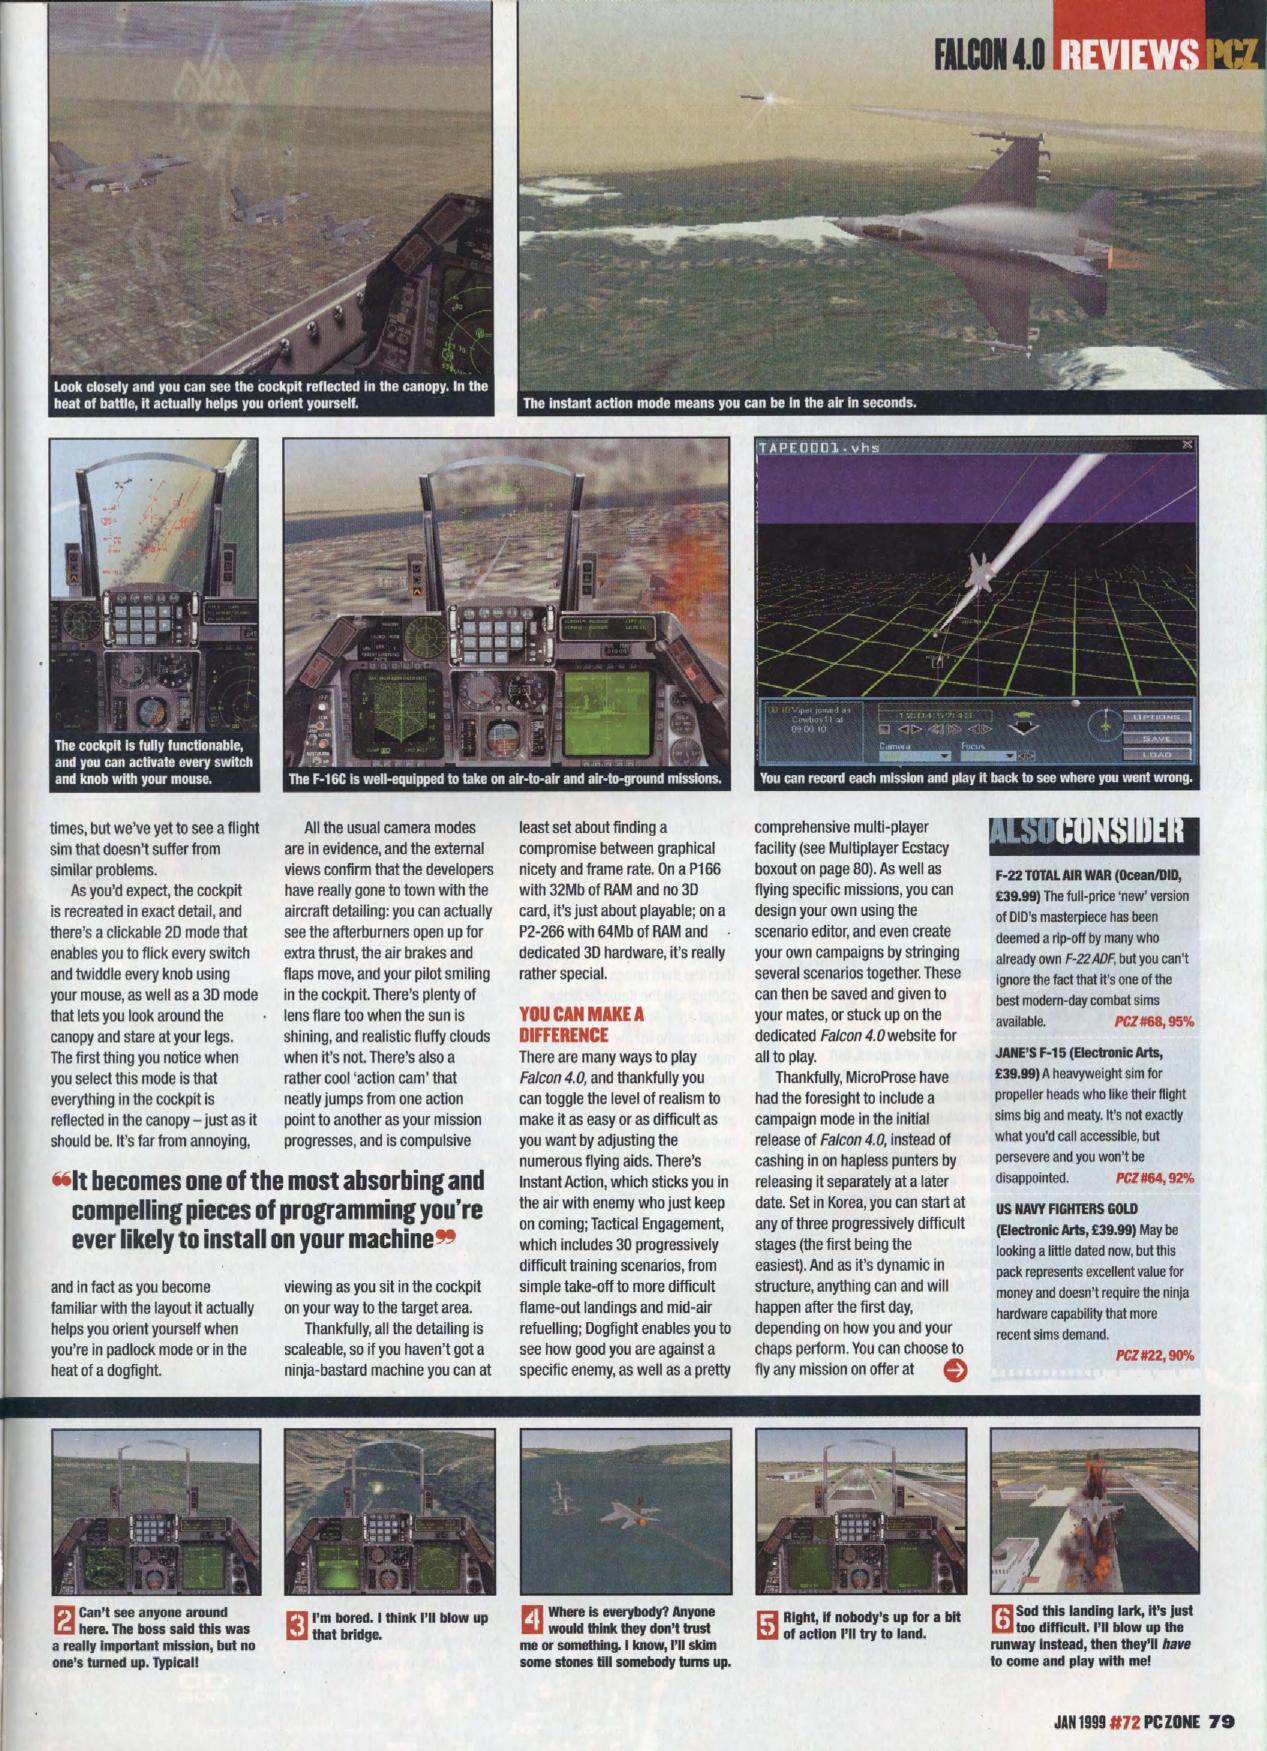 FALCON 4.0 REVIEWS PCZ
Look closely and you can see the cockpit reflected in the canopy. In the
heat of battle, it actually helps you orient yourself.
The instant action mode means you can be in the air in seconds.
The cockpit is fully functionable,
and you can activate every switch
and knob with your mouse.
The F-16C is well-equipped to take on air-to-air and air-to-ground missions.
TAPE0001.vhs
Viper joined as
Cowboy11 at
09:00:10
Camera
Focus
OPTIONS
SAVE
LOAD
You can record each mission and play it back to see where you went wrong.
times, but we've yet to see a flight
sim that doesn't suffer from
similar problems.
As you'd expect, the cockpit
is recreated in exact detail, and
there's a clickable 2D mode that
enables you to flick every switch
and twiddle every knob using
your mouse, as well as a 3D mode
that lets you look around the
canopy and stare at your legs.
The first thing you notice when
you select this mode is that
everything in the cockpit is
reflected in the canopy – just as it
should be. It's far from annoying,
and in fact as you become
familiar with the layout it actually
helps you orient yourself when
you're in padlock mode or in the
heat of a dogfight.
All the usual camera modes
are in evidence, and the external
views confirm that the developers
have really gone to town with the
aircraft detailing: you can actually
see the afterburners open up for
extra thrust, the air brakes and
flaps move, and your pilot smiling
in the cockpit. There's plenty of
lens flare too when the sun is
shining, and realistic fluffy clouds
when it's not. There's also a
rather cool 'action cam' that
neatly jumps from one action
point to another as your mission
progresses, and is compulsive
viewing as you sit in the cockpit
on your way to the target area.
Thankfully, all the detailing is
scaleable, so if you haven't got a
ninja-bastard machine you can at
“It becomes one of the most absorbing and
compelling pieces of programming you're
ever likely to install on your machine”
least set about finding a
compromise between graphical
nicety and frame rate. On a P166
with 32Mb of RAM and no 3D
card, it's just about playable; on a
P2-266 with 64Mb of RAM and
dedicated 3D hardware, it's really
rather special.
YOU CAN MAKE A
DIFFERENCE
There are many ways to play
Falcon 4.0, and thankfully you
can toggle the level of realism to
make it as easy or as difficult as
you want by adjusting the
numerous flying aids. There's
Instant Action, which sticks you in
the air with enemy who just keep
on coming; Tactical Engagement,
which includes 30 progressively
difficult training scenarios, from
simple take-off to more difficult
flame-out landings and mid-air
refuelling; Dogfight enables you to
see how good you are against a
specific enemy, as well as a pretty
comprehensive multi-player
facility (see Multiplayer Ecstacy
boxout on page 80). As well as
flying specific missions, you can
design your own using the
scenario editor, and even create
your own campaigns by stringing
several scenarios together. These
can then be saved and given to
your mates, or stuck up on the
dedicated Falcon 4.0 website for
all to play.
Thankfully, MicroProse have
had the foresight to include a
campaign mode in the initial
release of Falcon 4.0, instead of
cashing in on hapless punters by
releasing it separately at a later
date. Set in Korea, you can start at
any of three progressively difficult
stages (the first being the
easiest). And as it's dynamic in
structure, anything can and will
happen after the first day,
depending on how you and your
chaps perform. You can choose to
fly any mission on offer at
ALSO CONSIDER
F-22 TOTAL AIR WAR (Ocean/DID,
£39.99) The full-price 'new' version
of DID's masterpiece has been
deemed a rip-off by many who
already own F-22 ADF, but you can't
ignore the fact that it's one of the
best modern-day combat sims
available. PCZ #68, 95%
JANE'S F-15 (Electronic Arts,
£39.99) A heavyweight sim for
propeller heads who like their flight
sims big and meaty. It's not exactly
what you'd call accessible, but
persevere and you won't be
disappointed. PCZ #64, 92%
US NAVY FIGHTERS GOLD
(Electronic Arts, £39.99) May be
looking a little dated now, but this
pack represents excellent value for
money and doesn't require the ninja
hardware capability that more
recent sims demand.
PCZ #22, 90%
2 Can't see anyone around
here. The boss said this was
a really important mission, but no
one's turned up. Typical!
3 I'm bored. I think I'll blow up
that bridge.
4 Where is everybody? Anyone
would think they don't trust
me or something. I know, I'll skim
some stones till somebody turns up.
5 Right, if nobody's up for a bit
of action I'll try to land.
6 Sod this landing lark, it's just
too difficult. I'll blow up the
runway instead, then they'll have
to come and play with me!
JAN 1999 #72 PC ZONE 79